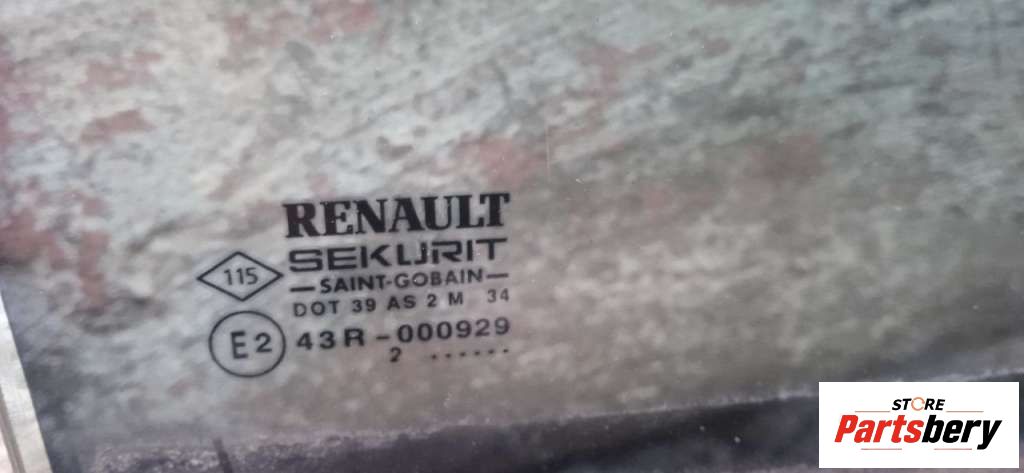 RENAULT
SEKURIT
115
SAINT-GOBAIN
DOT 39 AS 2 M 34
E2
43R-000929
2 ......
STORE
Partsbery